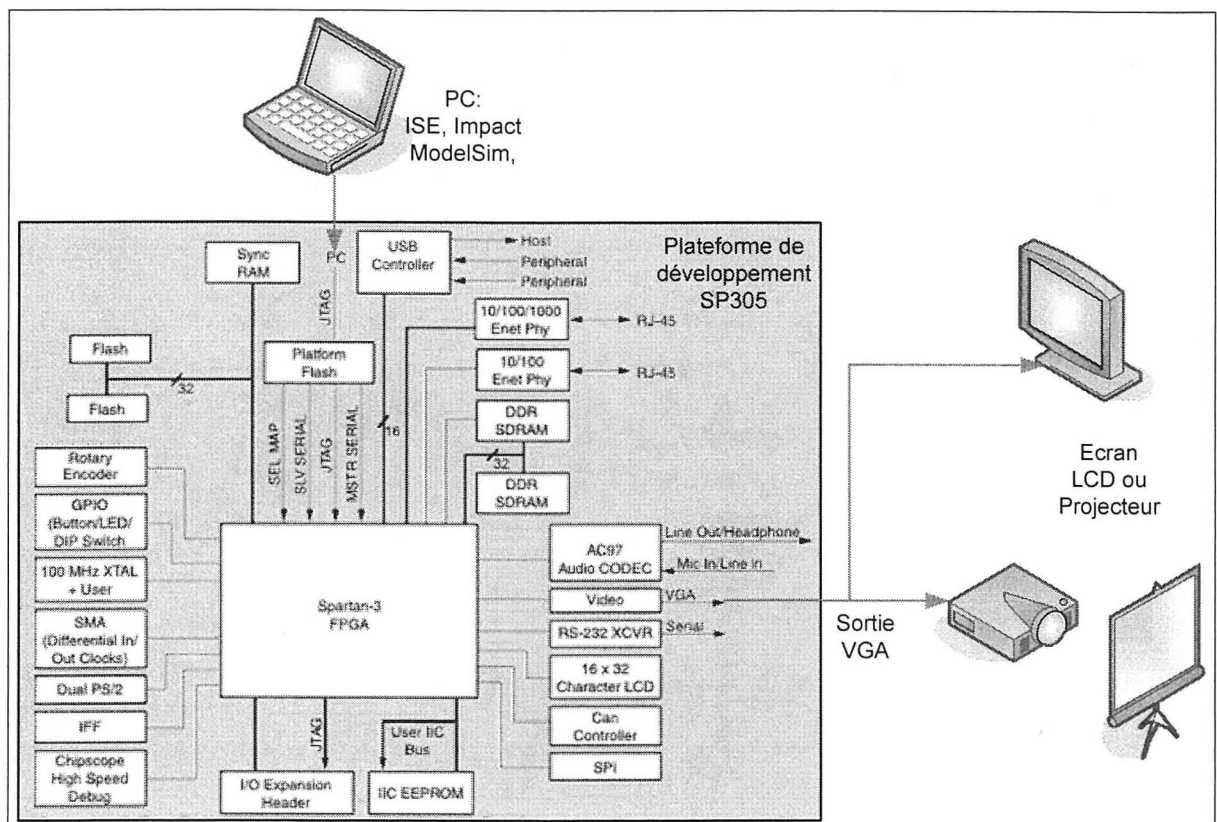 PC:
ISE, Impact
ModelSim,
Plateforme de
développement
SP305
Sync
RAM
PC
USB
Controller
Host
Peripheral
Peripheral
JTAG
10/100/1000
Enet Phy
RJ-45
Flash
Platform
Flash
10/100
Enet Phy
RJ-45
32
Flash
SEL MAP
SLV SERIAL
JTAG
MSTR SERIAL
16
DDR
SDRAM
32
DDR
SDRAM
Rotary
Encoder
GPIO
(Button/LED/
DIP Switch
100 MHz XTAL
+ User
SMA
(Differential In/
Out Clocks)
Dual PS/2
IFF
Chipscope
High Speed
Debug
Spartan-3
FPGA
AC97
Audio CODEC
Line Out/Headphone
Mic In/Line in
Video
VGA
RS-232 XCVR
Serial
16 x 32
Character LCD
Can
Controller
SPI
JTAG
User IIC
Bus
I/O Expansion
Header
IIC EEPROM
Sortie
VGA
Ecran
LCD ou
Projecteur